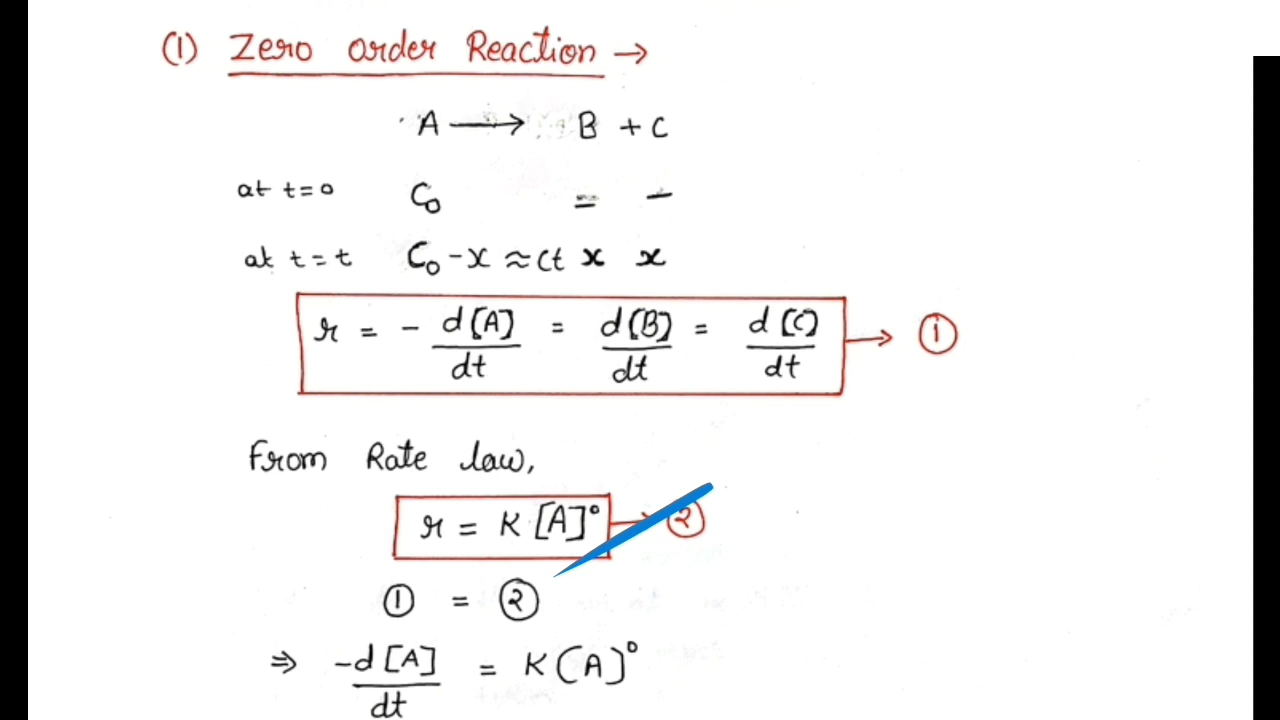 (1) Zero order Reaction →
A ⟶ B + C
at t=0 C₀ = –
at t=t C₀-x ≈ Ct x x
r = - d[A]/dt = d[B]/dt = d[C]/dt → ①
From Rate law,
r = K [A]° → ②
① = ②
⇒ -d[A]/dt = K[A]°